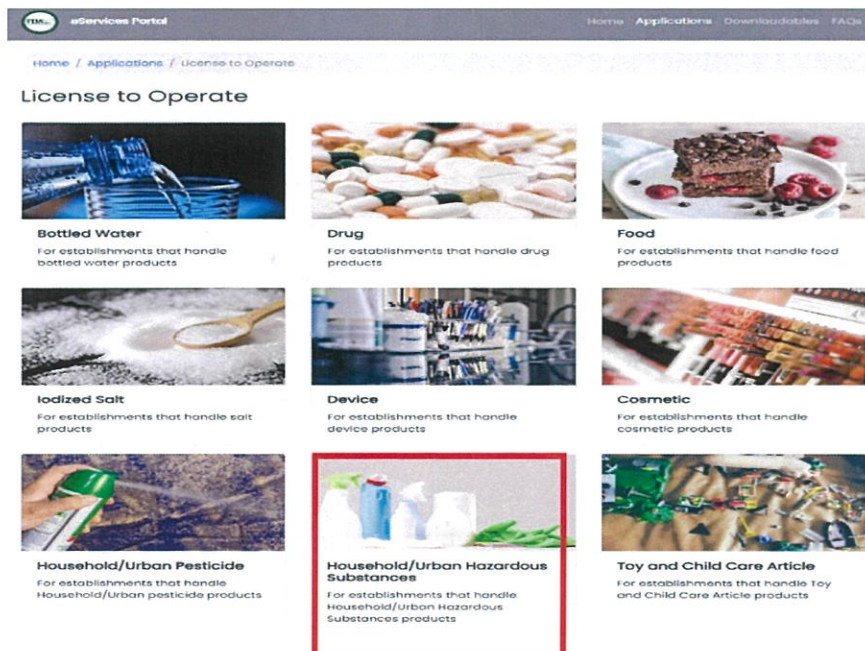 eServices Portal
Home Applications Downloadables FAQs
Home / Applications / License to Operate
License to Operate
Bottled Water
For establishments that handle
bottled water products
Drug
For establishments that handle drug
products
Food
For establishments that handle food
products
Iodized Salt
For establishments that handle salt
products
Device
For establishments that handle
device products
Cosmetic
For establishments that handle
cosmetic products
Household/Urban Pesticide
For establishments that handle
Household/Urban pesticide products
Household/Urban Hazardous
Substances
For establishments that handle
Household/Urban Hazardous
Substances products
Toy and Child Care Article
For establishments that handle Toy
and Child Care Article products